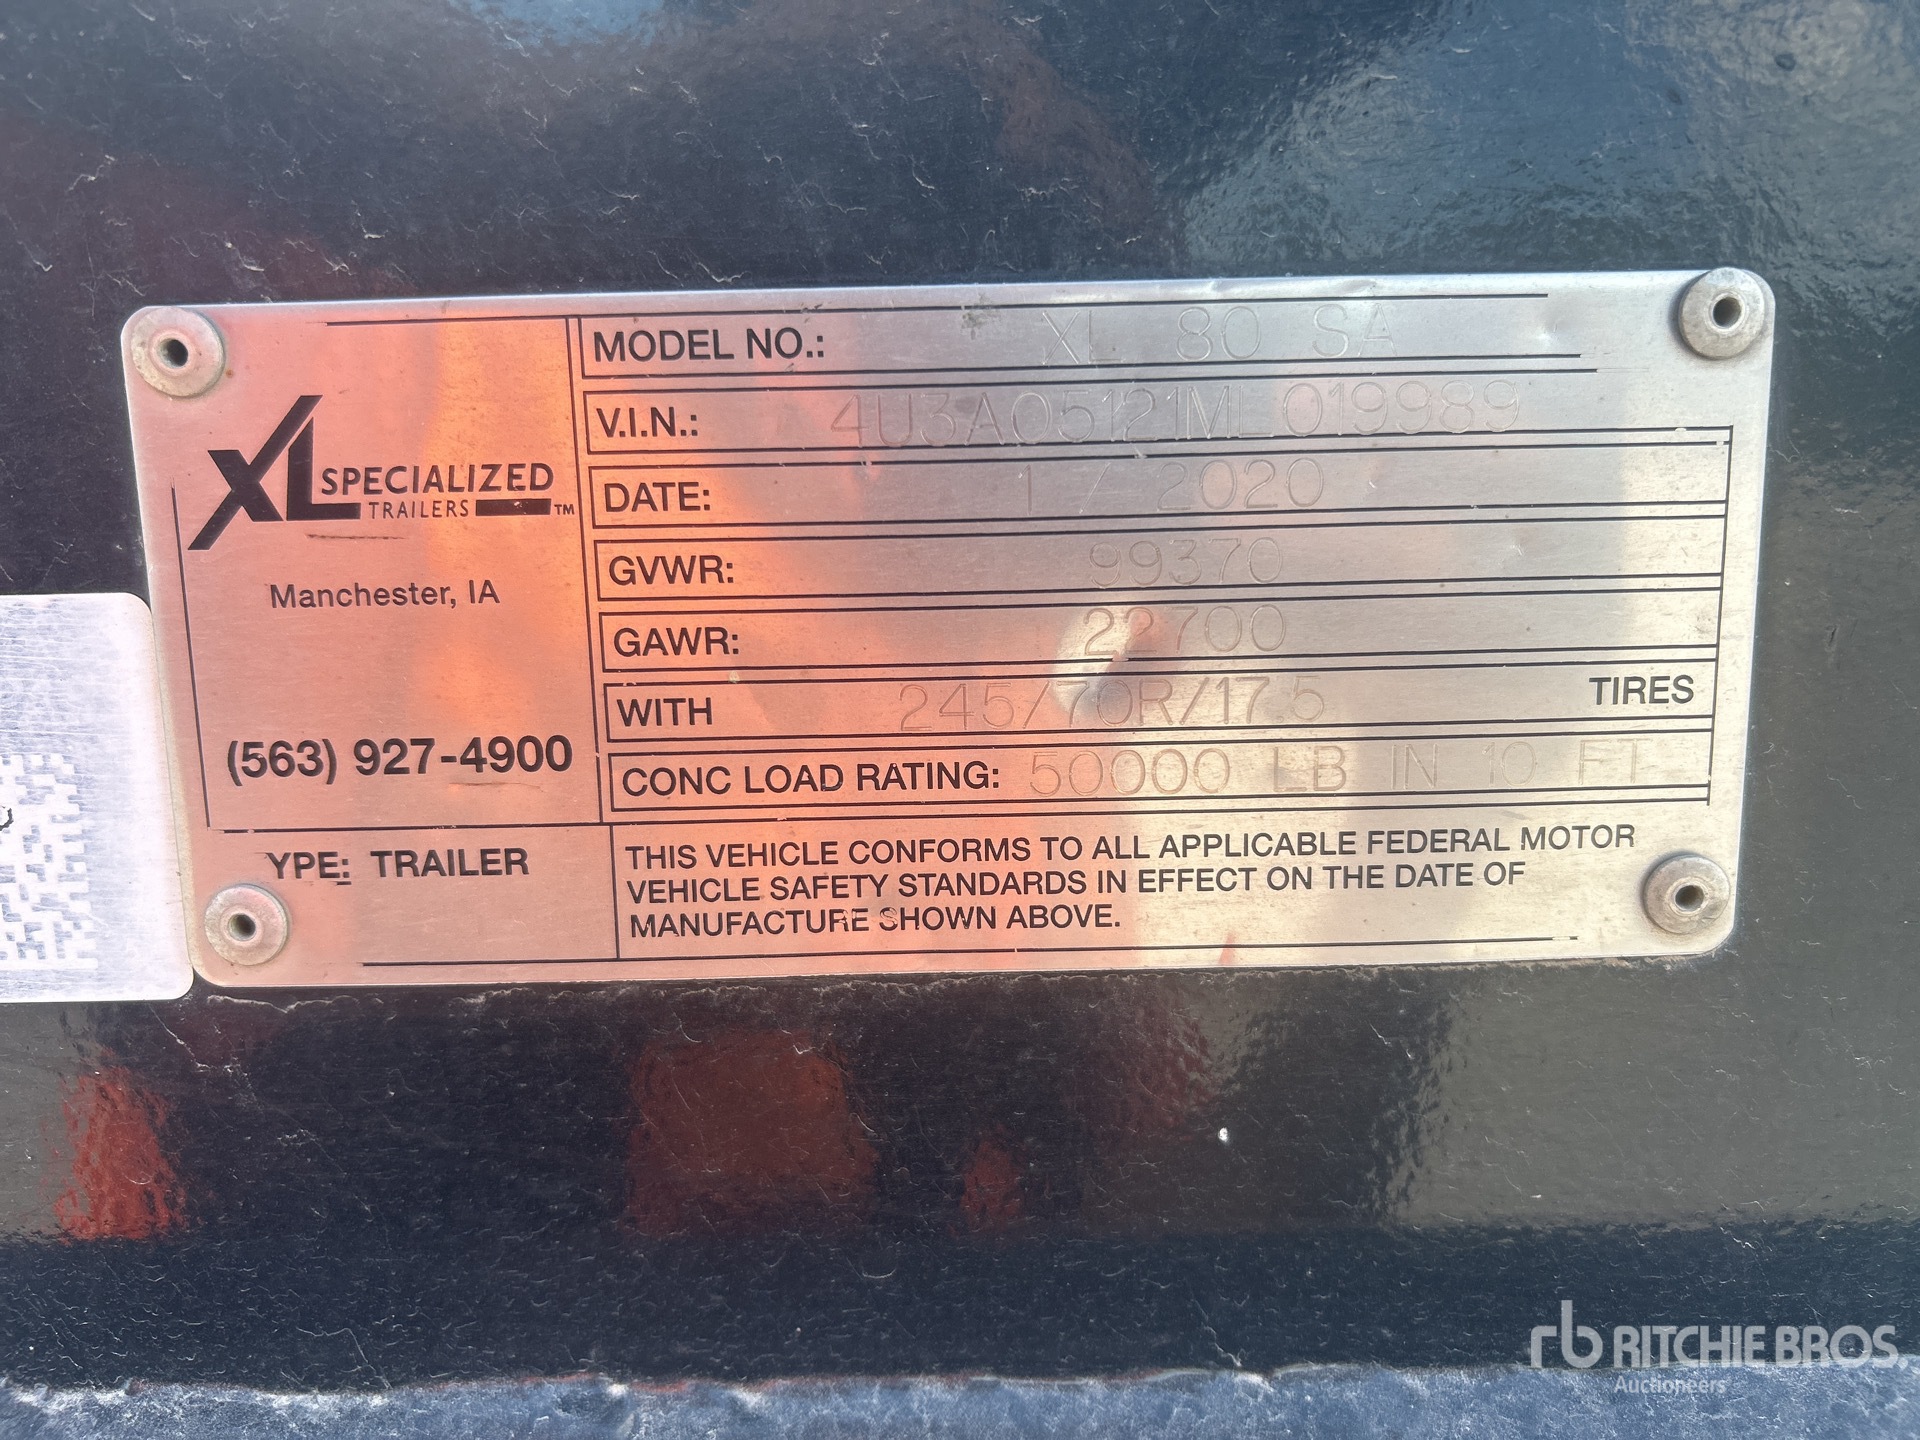 XL SPECIALIZED
TRAILERS TM
Manchester, IA
(563) 927-4900
YPE: TRAILER
MODEL NO.: XL 80 SA
V.I.N.: 4U3A05121ML019989
DATE: 1 / 2020
GVWR: 99370
GAWR: 22700
WITH 245/70R/17.5 TIRES
CONC LOAD RATING: 50000 LB IN 10 FT
THIS VEHICLE CONFORMS TO ALL APPLICABLE FEDERAL MOTOR
VEHICLE SAFETY STANDARDS IN EFFECT ON THE DATE OF
MANUFACTURE SHOWN ABOVE.
rb RITCHIE BROS.
Auctioneers